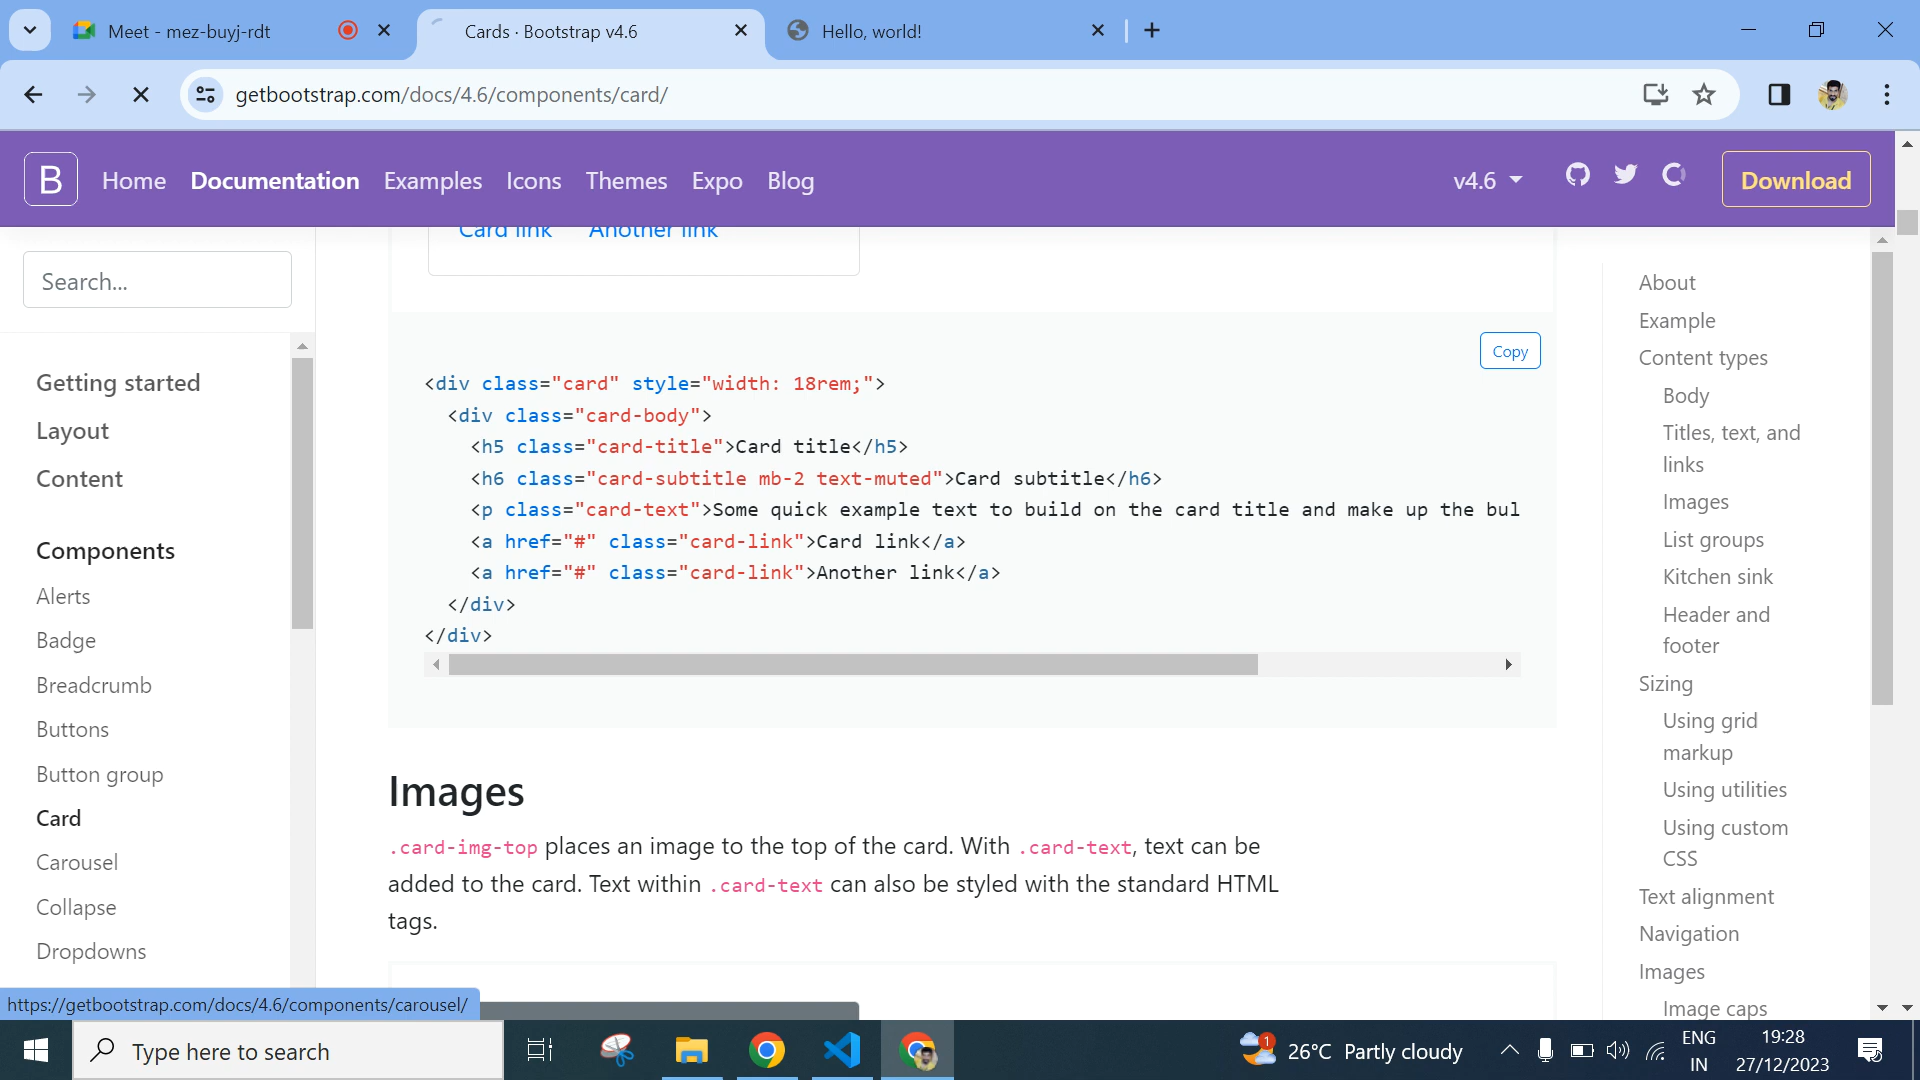 Meet - mez-buyj-rdt
Cards · Bootstrap v4.6
Hello, world!
getbootstrap.com/docs/4.6/components/card/
B
Home Documentation Examples Icons Themes Expo Blog
v4.6
Download
Card link Another link
Search...
Getting started
Layout
Content
Components
Alerts
Badge
Breadcrumb
Buttons
Button group
Card
Carousel
Collapse
Dropdowns
Copy
<div class="card" style="width: 18rem;">
<div class="card-body">
<h5 class="card-title">Card title</h5>
<h6 class="card-subtitle mb-2 text-muted">Card subtitle</h6>
<p class="card-text">Some quick example text to build on the card title and make up the bul
<a href="#" class="card-link">Card link</a>
<a href="#" class="card-link">Another link</a>
</div>
</div>
Images
.card-img-top places an image to the top of the card. With .card-text, text can be
added to the card. Text within .card-text can also be styled with the standard HTML
tags.
About
Example
Content types
Body
Titles, text, and
links
Images
List groups
Kitchen sink
Header and
footer
Sizing
Using grid
markup
Using utilities
Using custom
CSS
Text alignment
Navigation
Images
Image caps
https://getbootstrap.com/docs/4.6/components/carousel/
Type here to search
1
26°C Partly cloudy
ENG
IN
19:28
27/12/2023